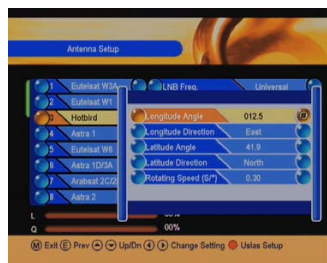 Antenna Setup
1 Eutelsat W3A
LNB Freq. Universal
2 Eutelsat W1
3 Hotbird
Longitude Angle 012.5
4 Astra 1
Longitude Direction East
5 Eutelsat W6
Latitude Angle 41.9
6 Astra 1D/3A
Latitude Direction North
7 Arabsat 2C/2
Rotating Speed (S/°) 0.30
8 Astra 2
L
Q 00%
M Exit E Prev Up/Dn Change Setting Uslas Setup